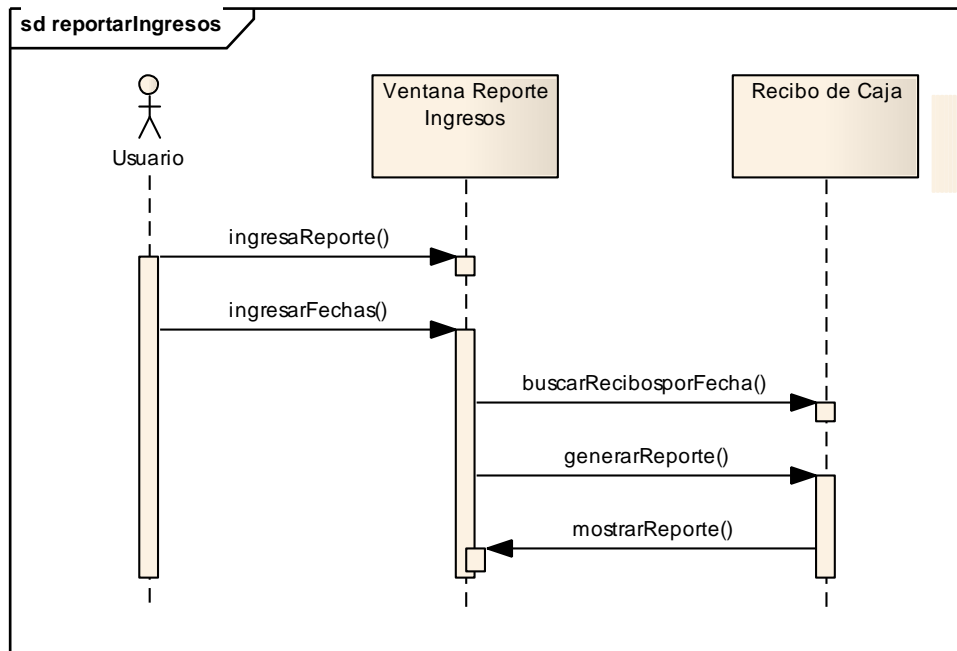 sd reportarIngresos
Usuario
Ventana Reporte
Ingresos
Recibo de Caja
ingresaReporte()
ingresarFechas()
buscarRecibosporFecha()
generarReporte()
mostrarReporte()